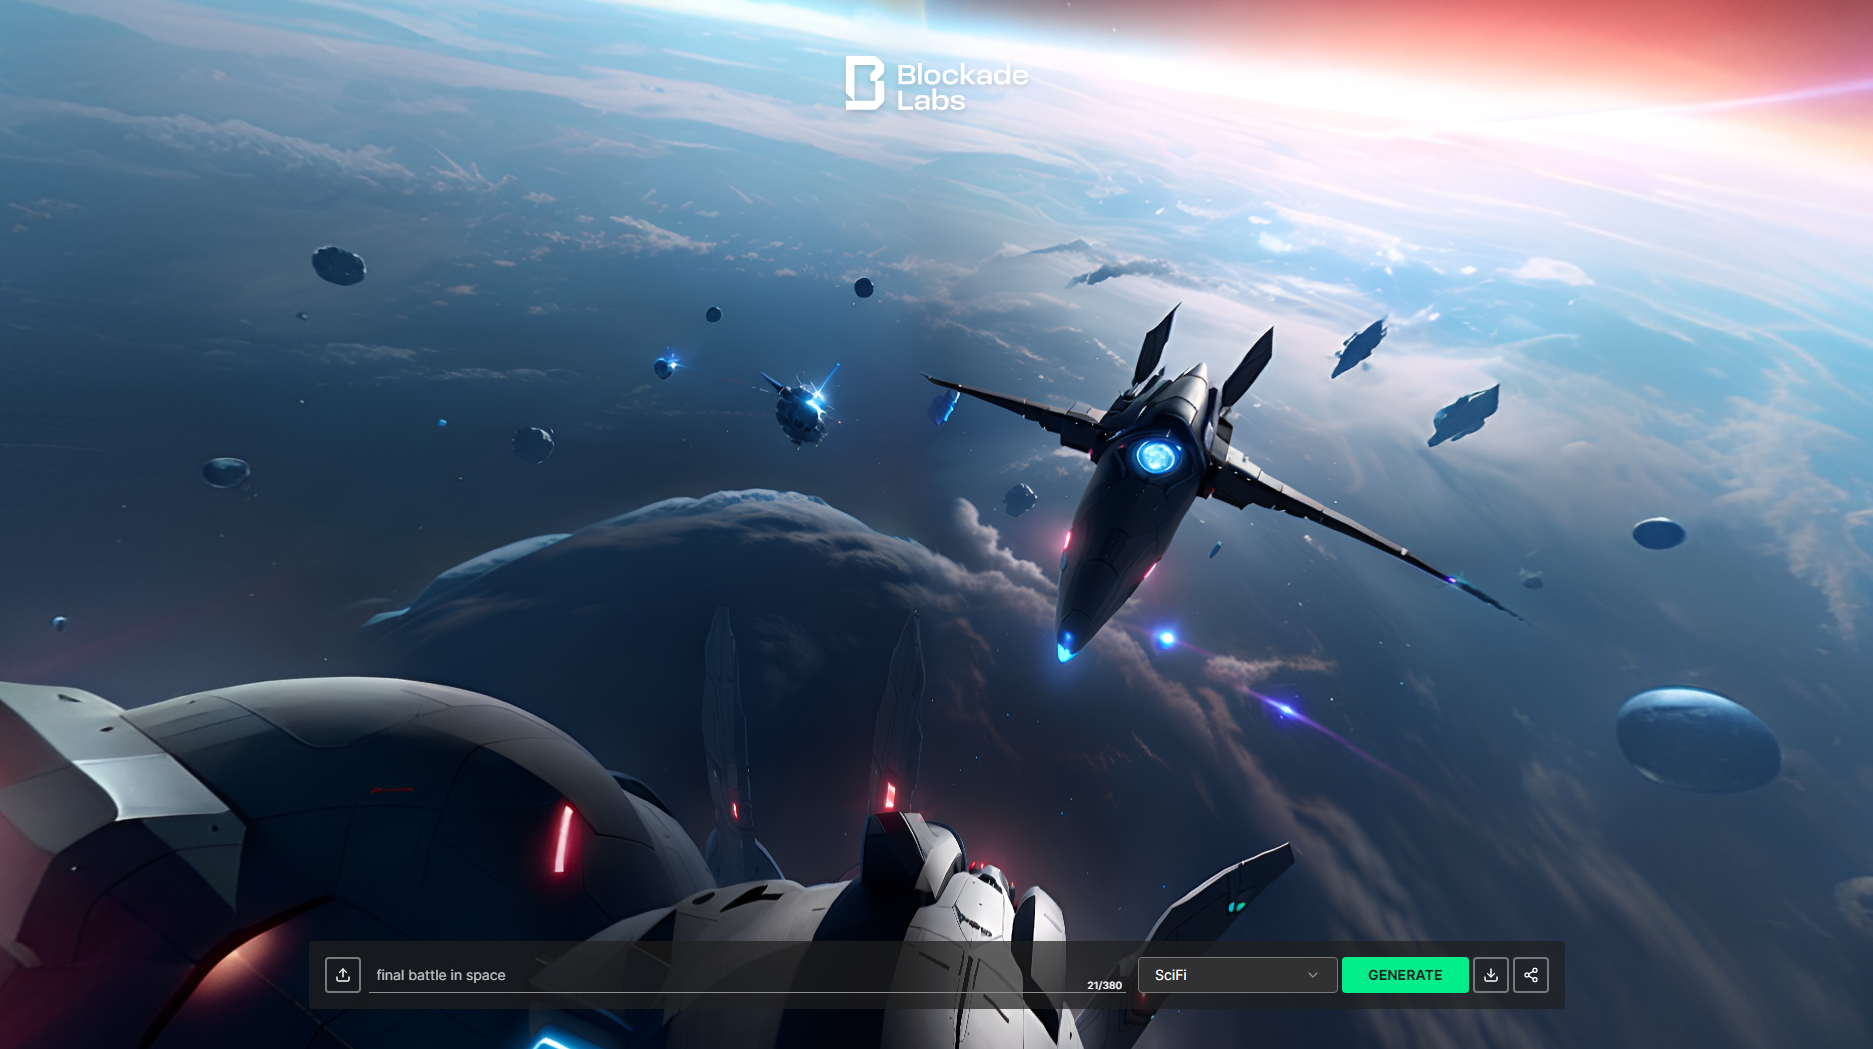 Blockade
Labs
final battle in space
21/380
SciFi
GENERATE